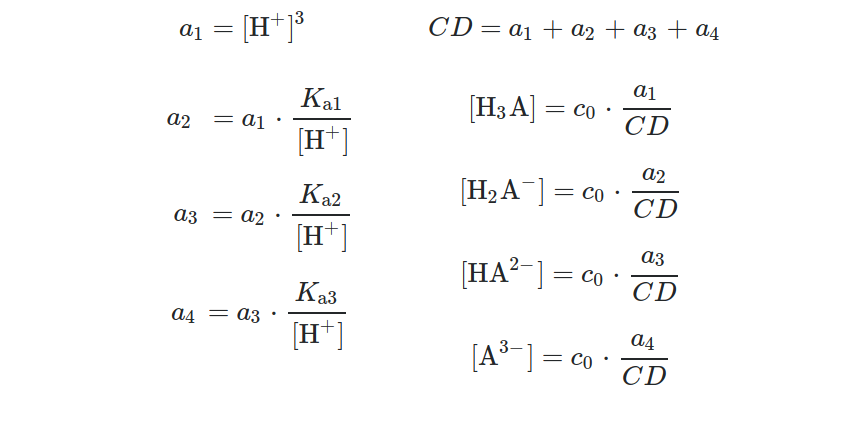 a₁ = [H⁺]³
CD = a₁ + a₂ + a₃ + a₄
a₂ = a₁ · Kₐ₁/[H⁺]
[H₃A] = c₀ · a₁/CD
a₃ = a₂ · Kₐ₂/[H⁺]
[H₂A⁻] = c₀ · a₂/CD
a₄ = a₃ · Kₐ₃/[H⁺]
[HA²⁻] = c₀ · a₃/CD
[A³⁻] = c₀ · a₄/CD